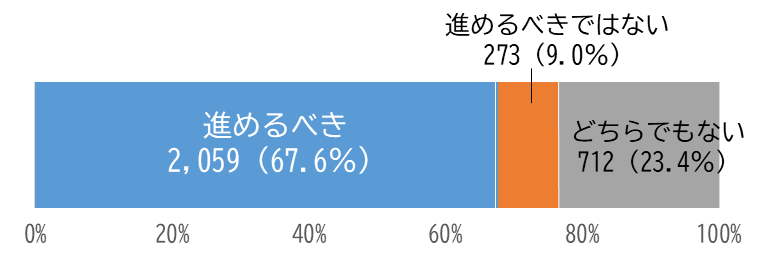 進めるべきではない
273 (9.0%)
進めるべき
2,059 (67.6%)
どちらでもない
712 (23.4%)
0% 20% 40% 60% 80% 100%